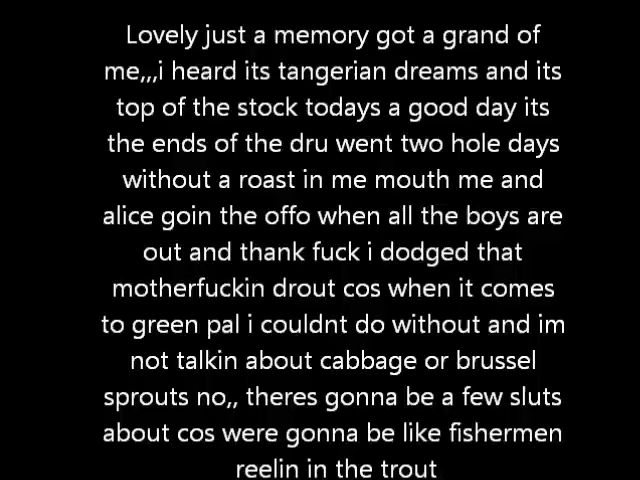 Lovely just a memory got a grand of
me,,,i heard its tangerian dreams and its
top of the stock todays a good day its
the ends of the dru went two hole days
without a roast in me mouth me and
alice goin the offo when all the boys are
out and thank fuck i dodged that
motherfuckin drout cos when it comes
to green pal i couldnt do without and im
not talkin about cabbage or brussel
sprouts no,, theres gonna be a few sluts
about cos were gonna be like fishermen
reelin in the trout